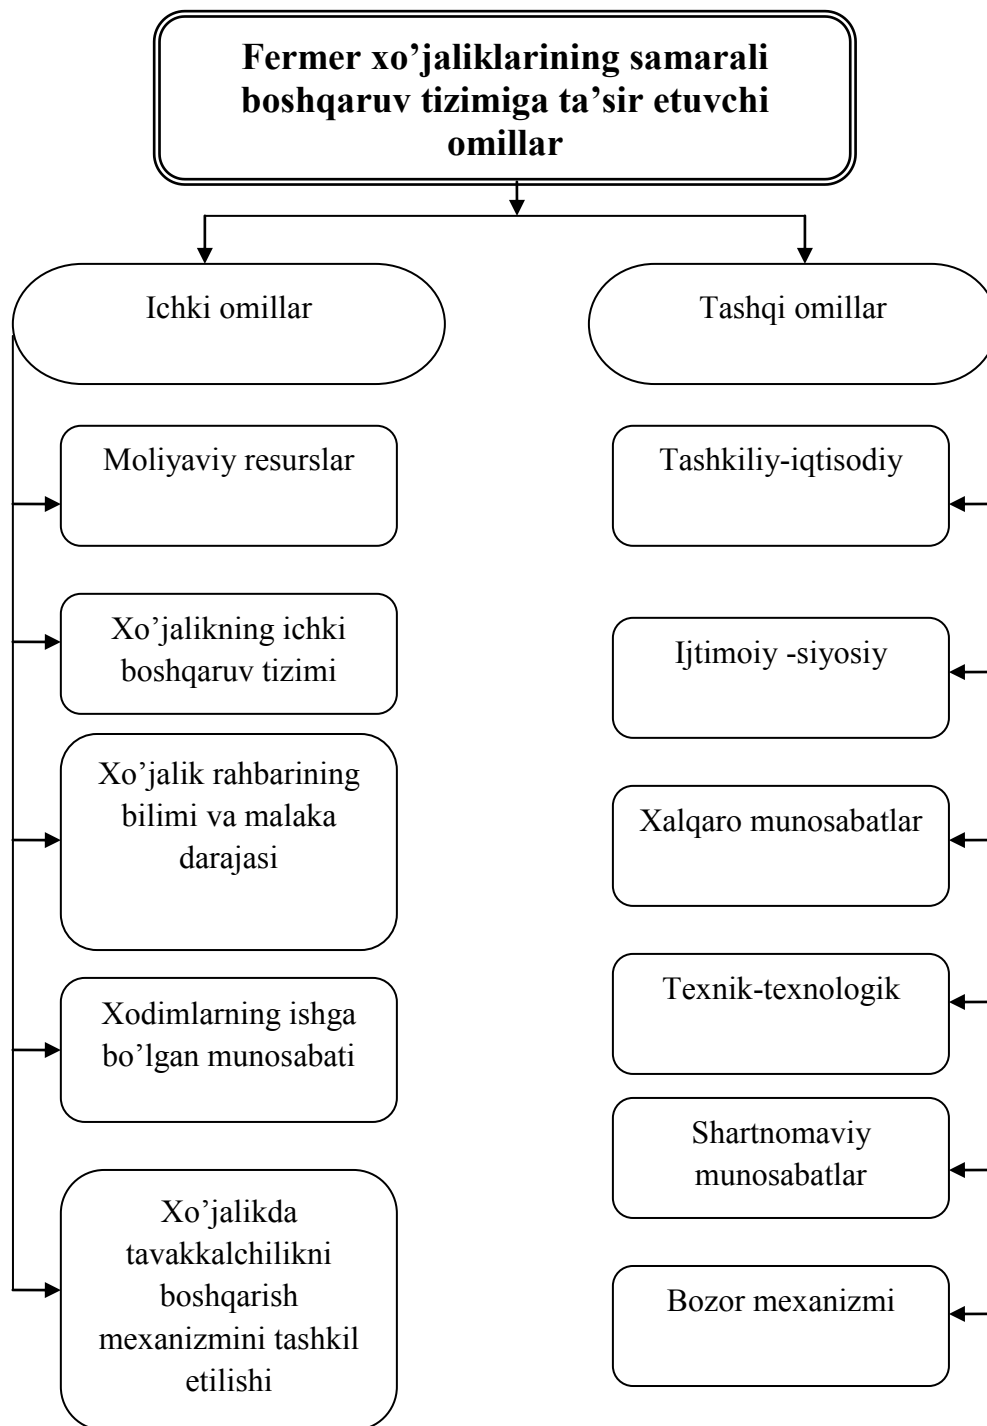 Fermer xo’jaliklarining samarali
boshqaruv tizimiga ta’sir etuvchi
omillar
Ichki omillar
Tashqi omillar
Moliyaviy resurslar
Xo’jalikning ichki
boshqaruv tizimi
Xo’jalik rahbarining
bilimi va malaka
darajasi
Xodimlarning ishga
bo’lgan munosabati
Xo’jalikda
tavakkalchilikni
boshqarish
mexanizmini tashkil
etilishi
Tashkiliy-iqtisodiy
Ijtimoiy -siyosiy
Xalqaro munosabatlar
Texnik-texnologik
Shartnomaviy
munosabatlar
Bozor mexanizmi